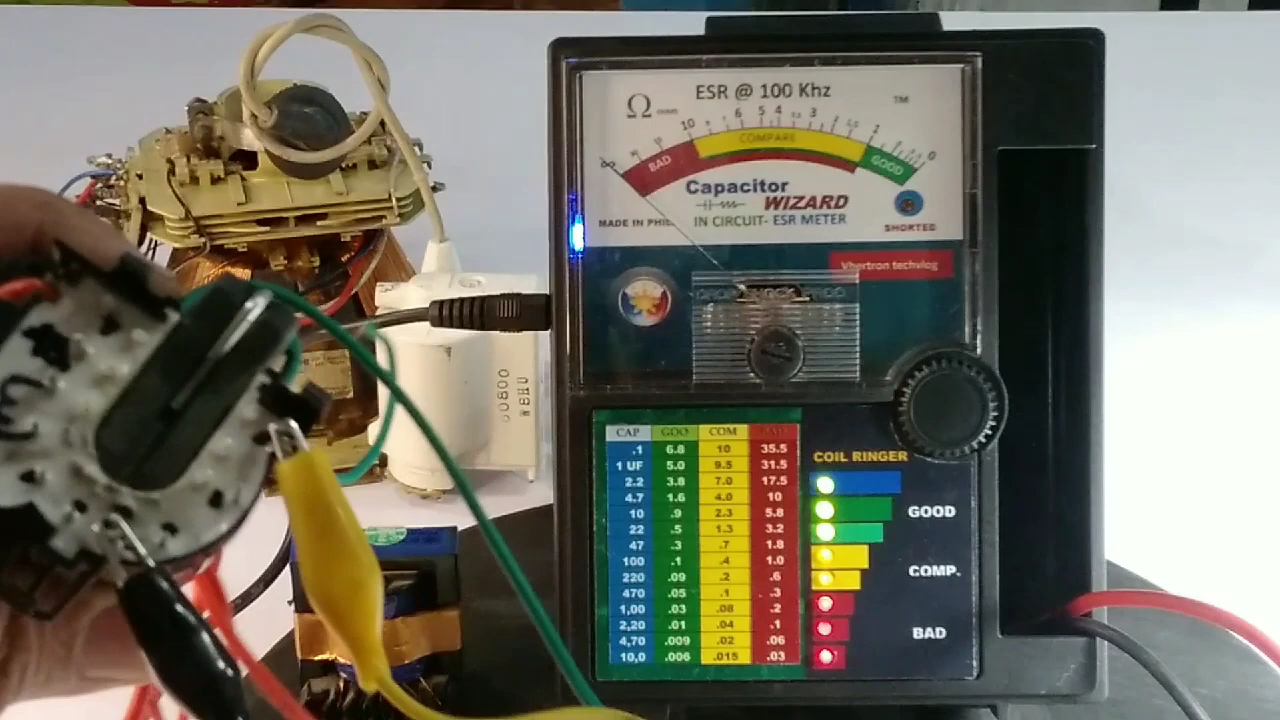 ESR @ 100 Khz
TM
Ω
∞ 10 6 5 4 3 2 1 0
BAD COMPARE GOOD
Capacitor
WIZARD
MADE IN PHIL
IN CIRCUIT- ESR METER
SHORTED
Vhertron techvlog
00800
W8HU
CAP GOO COM
.1 6.8 10 35.5
1 UF 5.0 9.5 31.5
2.2 3.8 7.0 17.5
4.7 1.6 4.0 10
10 .9 2.3 5.8
22 .5 1.3 3.2
47 .3 .7 1.8
100 .1 .4 1.0
220 .09 .2 .6
470 .05 .1 .3
1,00 .03 .08 .2
2,20 .01 .04 .1
4,70 .009 .02 .06
10,0 .006 .015 .03
COIL RINGER
GOOD
COMP.
BAD